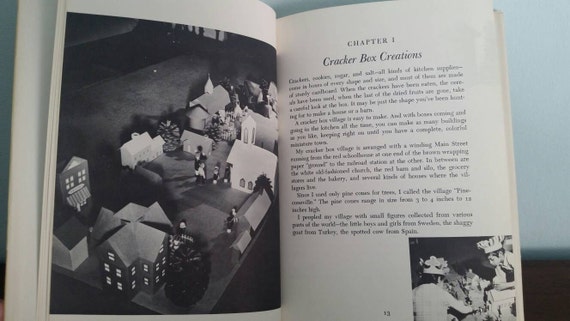 CHAPTER I
Cracker Box Creations
Crackers, cookies, sugar, and salt—all kinds of kitchen supplies—
come in boxes of every shape and size, and most of them are made
of sturdy cardboard. When the crackers have been eaten, the cere-
als have been used, when the last of the dried fruits are gone, take
a careful look at the box. It may be just the shape you've been hunt-
ing for to make a house or a barn.
A cracker box village is easy to make. And with boxes coming and
going to the kitchen all the time, you can make as many buildings
as you like, keeping right on until you have a complete, colorful
miniature town.
My cracker box village is arranged with a winding Main Street
running from the red schoolhouse at one end of the brown wrapping
paper "ground" to the railroad station at the other. In between are
the white old-fashioned church, the red barn and silo, the grocery
stores and the bakery, and several kinds of houses where the vil-
lagers live.
Since I used only pine cones for trees, I called the village "Pine-
conesville." The pine cones range in size from 3 to 4 inches to 12
inches high.
I peopled my village with small figures collected from various
parts of the world—the little boys and girls from Sweden, the shaggy
goat from Turkey, the spotted cow from Spain.
13